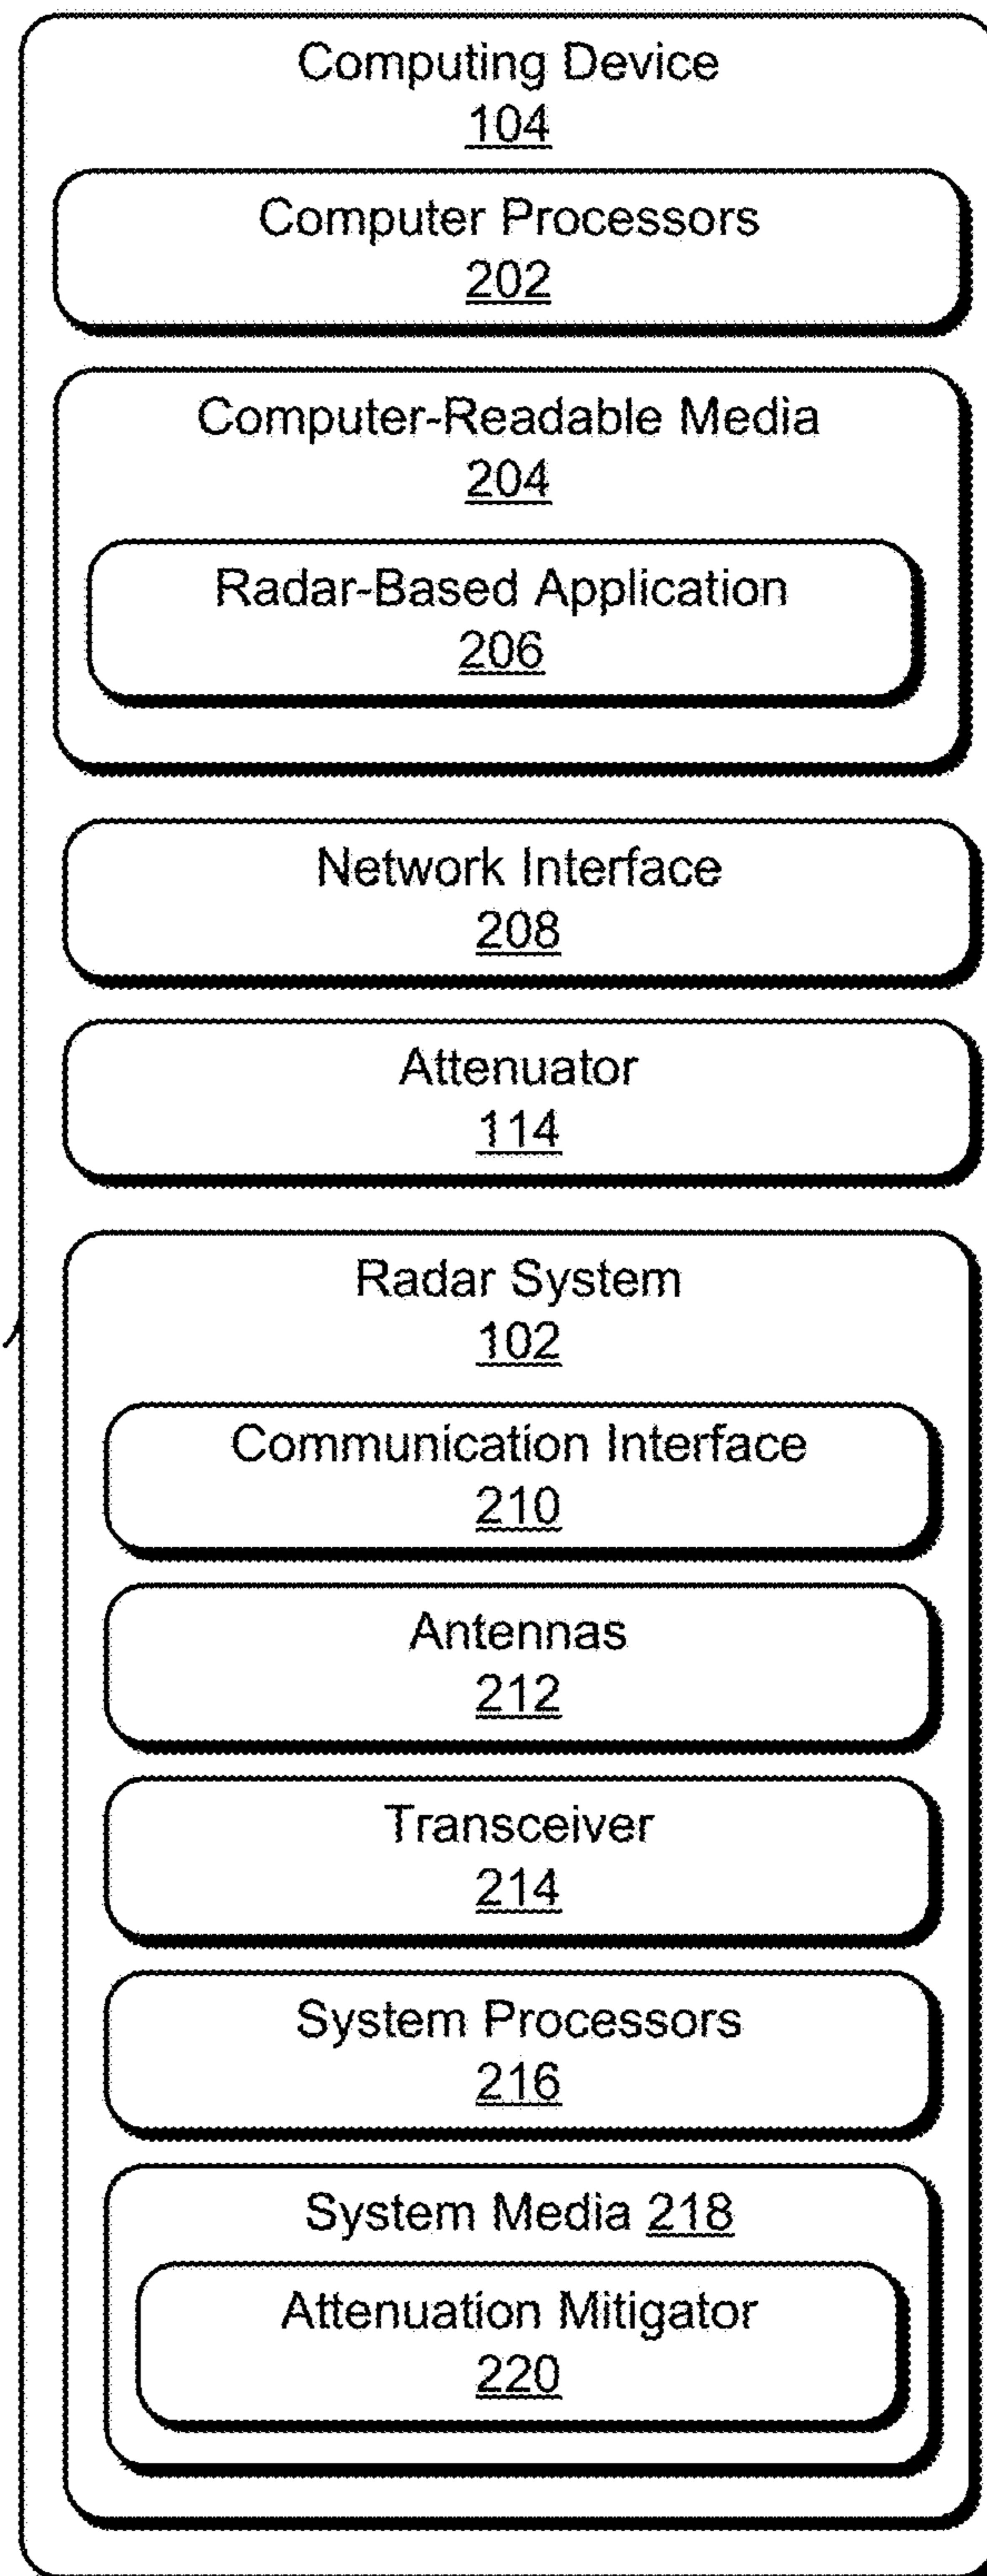 Computing Device
104
Computer Processors
202
Computer-Readable Media
204
Radar-Based Application
206
Network Interface
208
Attenuator
114
Radar System
102
Communication Interface
210
Antennas
212
Transceiver
214
System Processors
216
System Media 218
Attenuation Mitigator
220